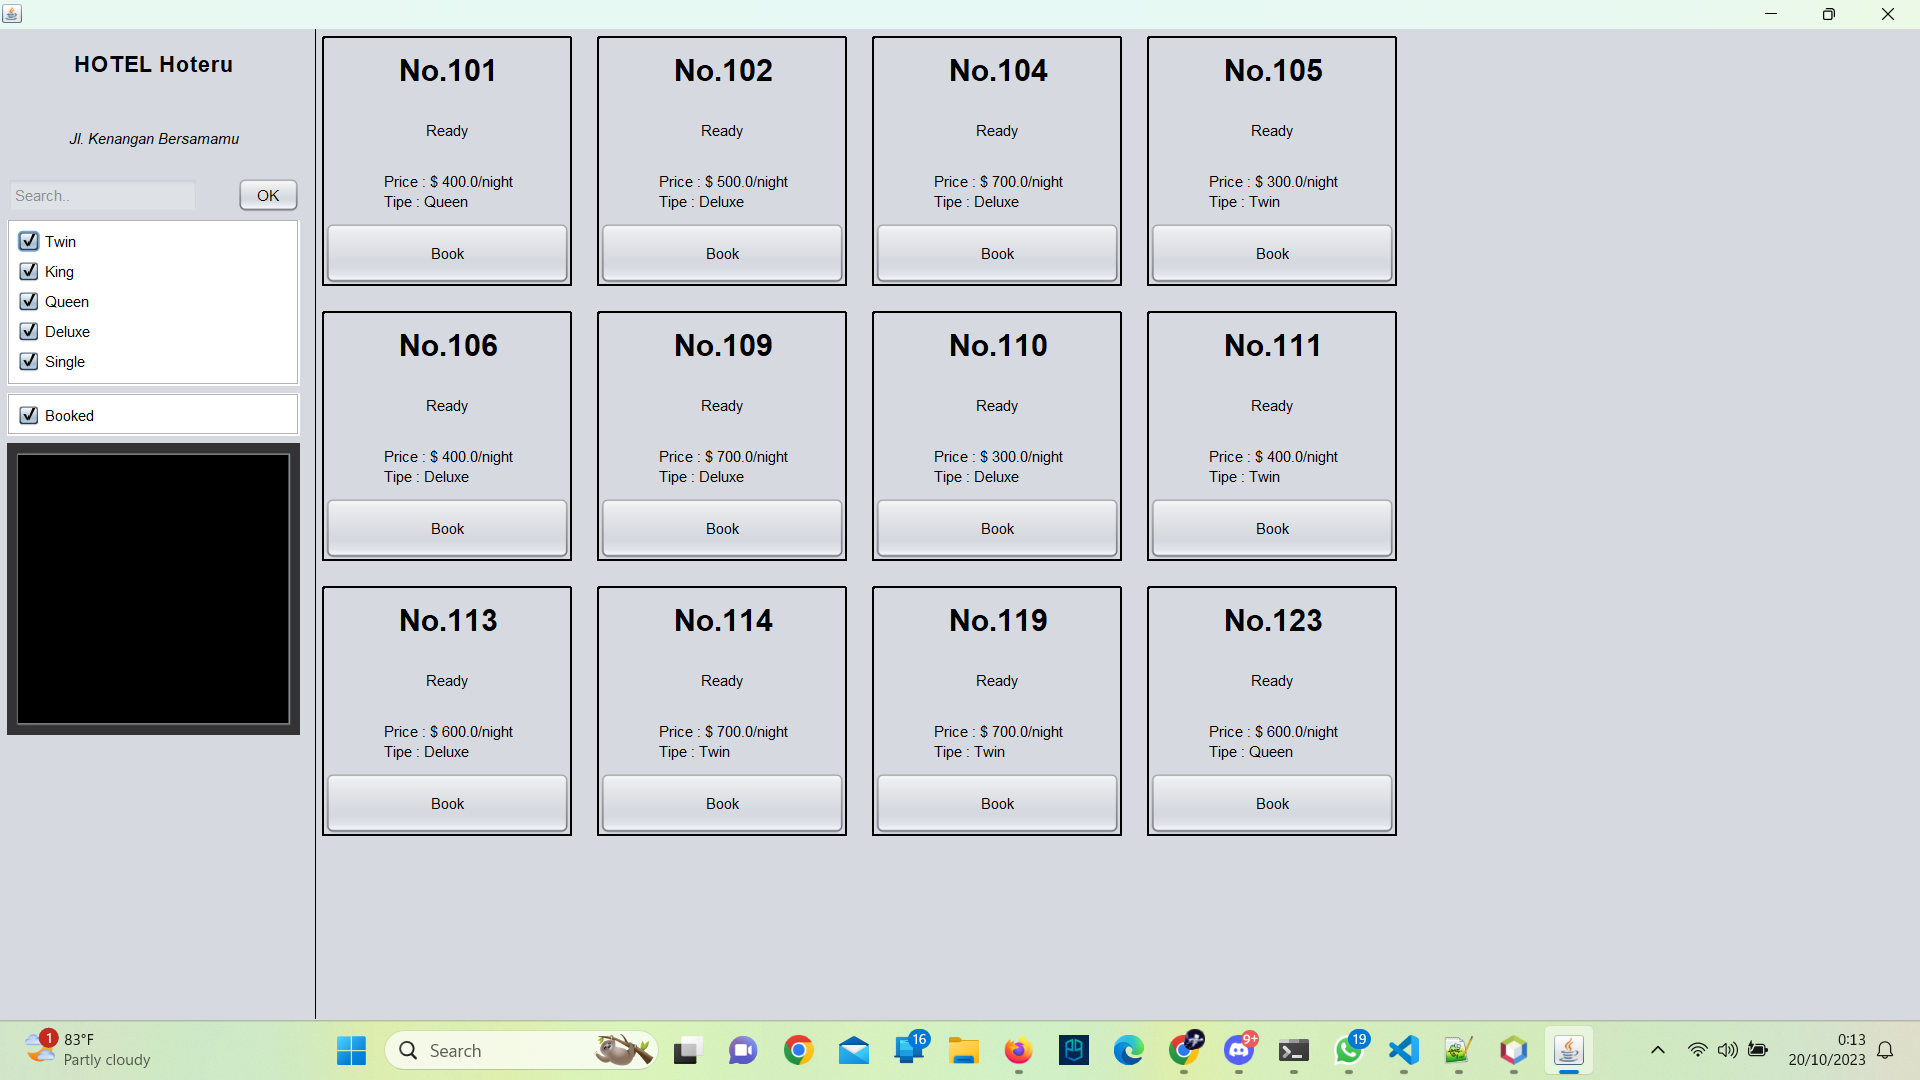 HOTEL Hoteru
Jl. Kenangan Bersamamu
Search..
OK
Twin
King
Queen
Deluxe
Single
Booked
No.101
Ready
Price : $ 400.0/night
Tipe : Queen
Book
No.102
Ready
Price : $ 500.0/night
Tipe : Deluxe
Book
No.104
Ready
Price : $ 700.0/night
Tipe : Deluxe
Book
No.105
Ready
Price : $ 300.0/night
Tipe : Twin
Book
No.106
Ready
Price : $ 400.0/night
Tipe : Deluxe
Book
No.109
Ready
Price : $ 700.0/night
Tipe : Deluxe
Book
No.110
Ready
Price : $ 300.0/night
Tipe : Deluxe
Book
No.111
Ready
Price : $ 400.0/night
Tipe : Twin
Book
No.113
Ready
Price : $ 600.0/night
Tipe : Deluxe
Book
No.114
Ready
Price : $ 700.0/night
Tipe : Twin
Book
No.119
Ready
Price : $ 700.0/night
Tipe : Twin
Book
No.123
Ready
Price : $ 600.0/night
Tipe : Queen
Book
1
83°F
Partly cloudy
Search
16
9+
19
0:13
20/10/2023